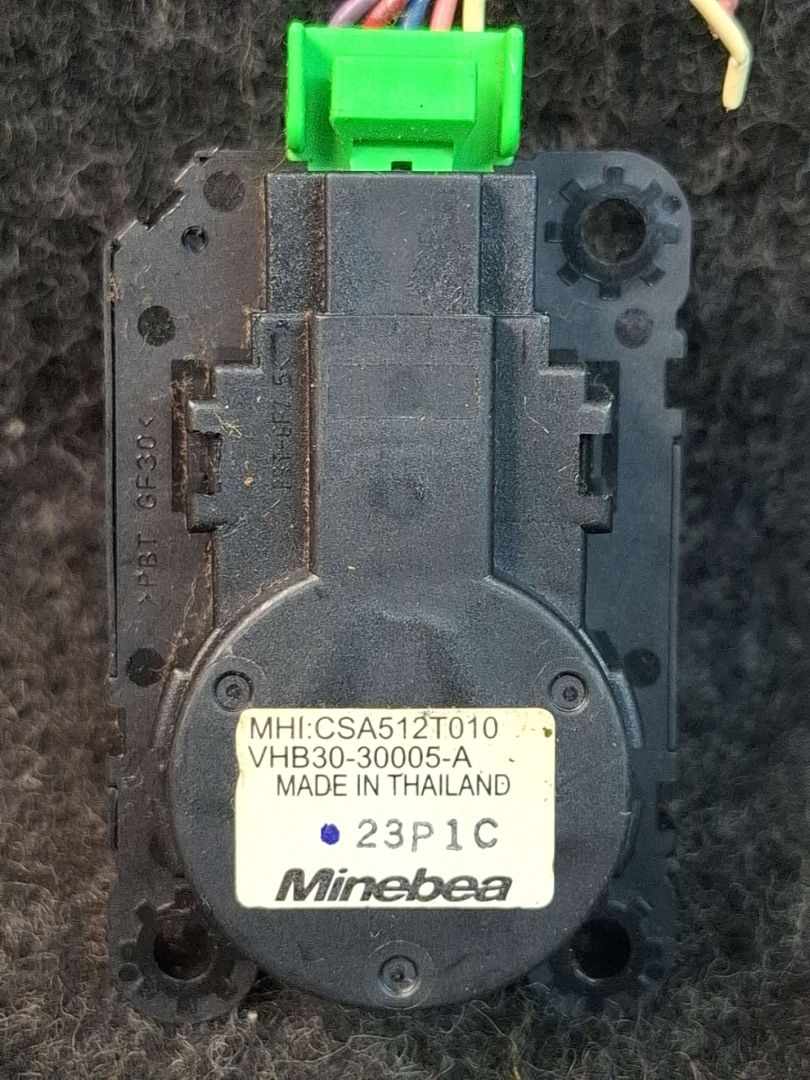 >PBT GF30<
MHI:CSA512T010
VHB30-30005-A
MADE IN THAILAND
23P1C
Minebea